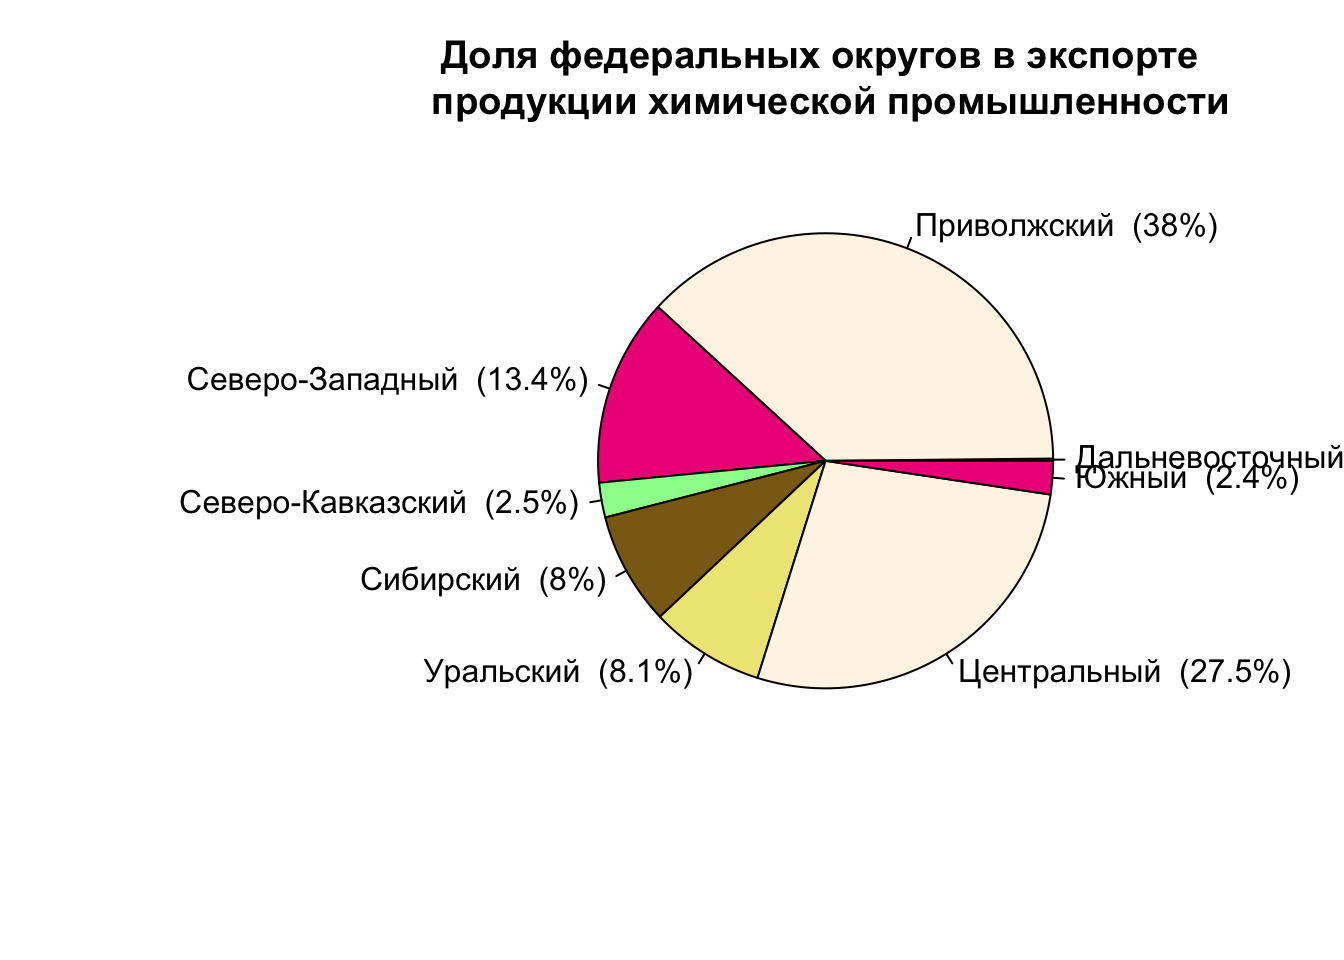 Доля федеральных округов в экспорте
продукции химической промышленности
Приволжский (38%)
Северо-Западный (13.4%)
Дальневосточный
Южный (2.4%)
Северо-Кавказский (2.5%)
Сибирский (8%)
Уральский (8.1%)
Центральный (27.5%)